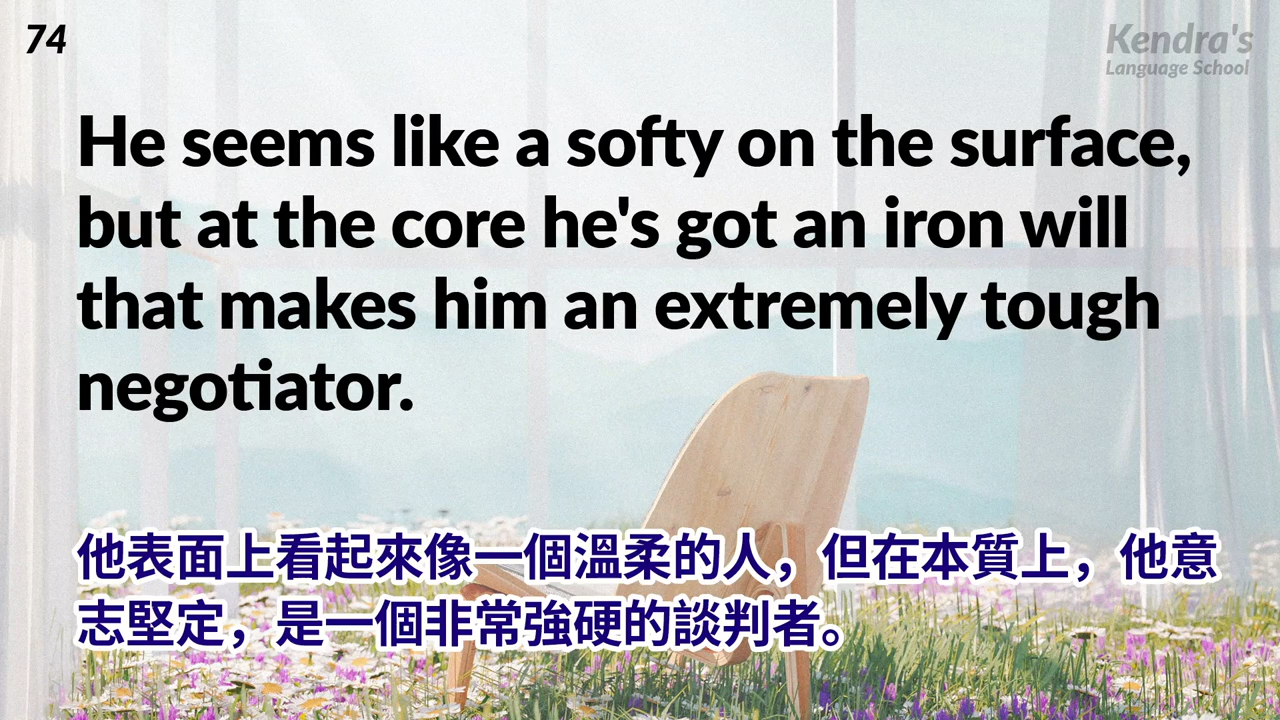 74
Kendra's
Language School
He seems like a softy on the surface,
but at the core he's got an iron will
that makes him an extremely tough
negotiator.
他表面上看起來像一個溫柔的人，但在本質上，他意
志堅定，是一個非常強硬的談判者。